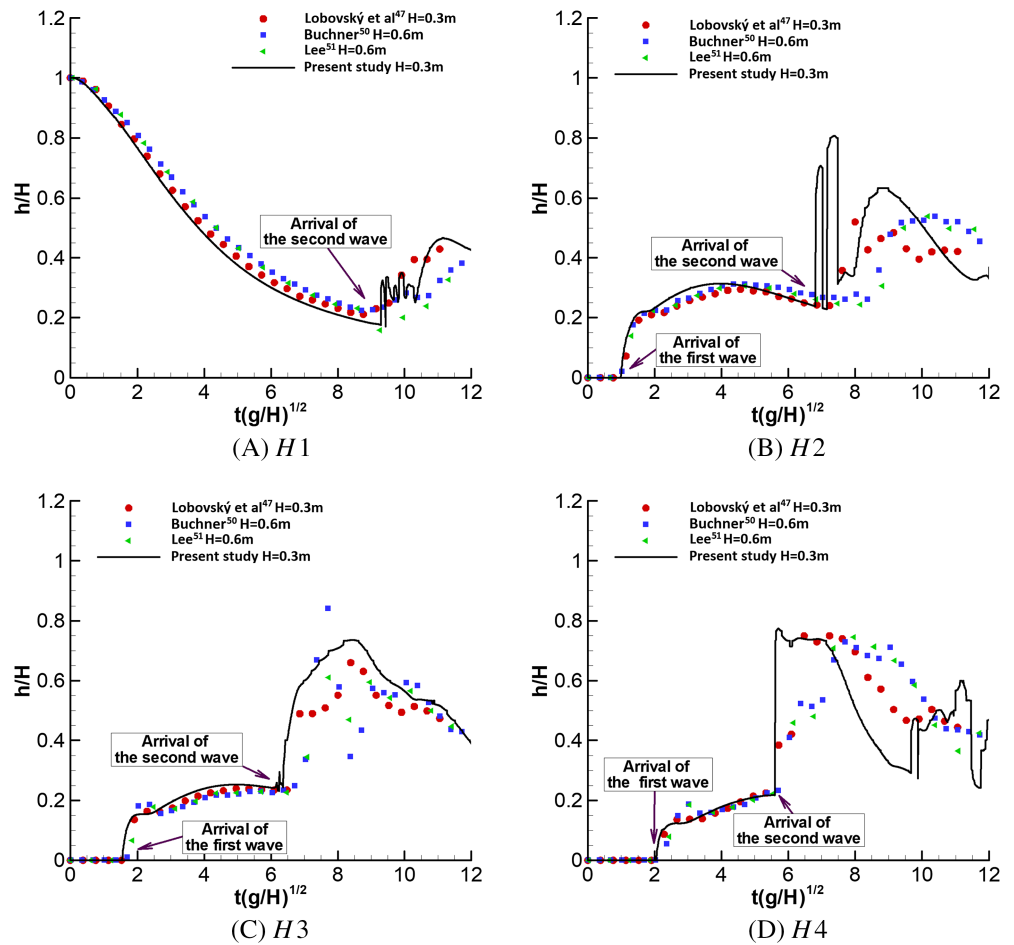 Lobovský et al47 H=0.3m
Buchner50 H=0.6m
Lee51 H=0.6m
Present study H=0.3m
h/H
1.2
1
0.8
0.6
0.4
0.2
0
Arrival of
the second wave
0 2 4 6 8 10 12
t(g/H)1/2
(A) H1
Lobovský et al47 H=0.3m
Buchner50 H=0.6m
Lee51 H=0.6m
Present study H=0.3m
h/H
1.2
1
0.8
0.6
0.4
0.2
0
Arrival of
the second wave
Arrival of
the first wave
0 2 4 6 8 10 12
t(g/H)1/2
(B) H2
Lobovský et al47 H=0.3m
Buchner50 H=0.6m
Lee51 H=0.6m
Present study H=0.3m
h/H
1.2
1
0.8
0.6
0.4
0.2
0
Arrival of
the second wave
Arrival of
the first wave
0 2 4 6 8 10 12
t(g/H)1/2
(C) H3
Lobovský et al47 H=0.3m
Buchner50 H=0.6m
Lee51 H=0.6m
Present study H=0.3m
h/H
1.2
1
0.8
0.6
0.4
0.2
0
Arrival of
the first wave
Arrival of
the second wave
0 2 4 6 8 10 12
t(g/H)1/2
(D) H4